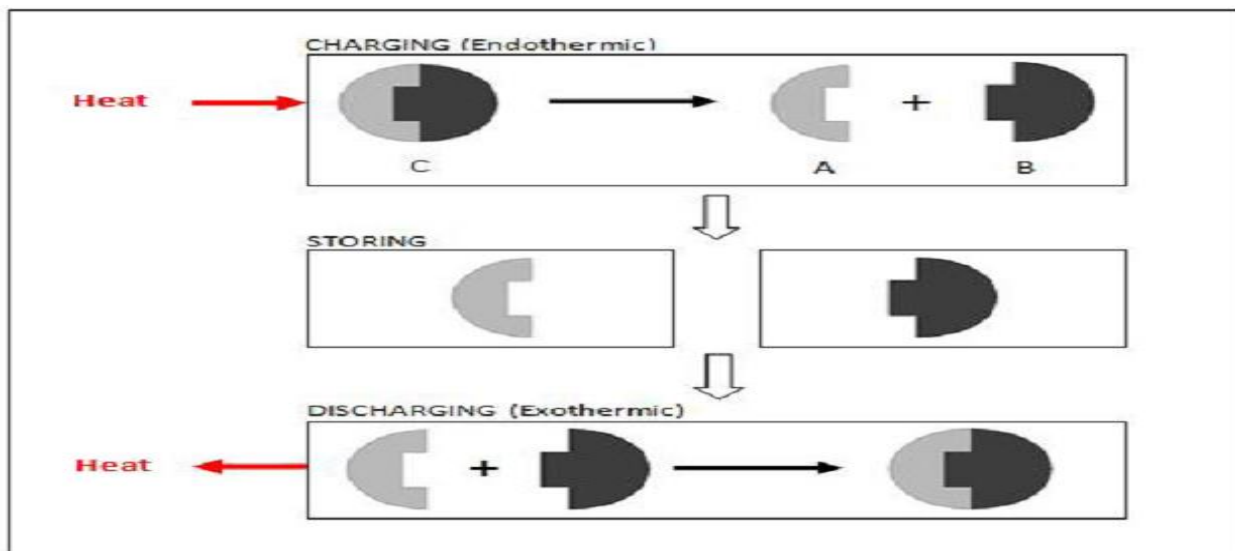 CHARGING (Endothermic)
Heat
+
C
A
B
STORING
DISCHARGING (Exothermic)
Heat
+